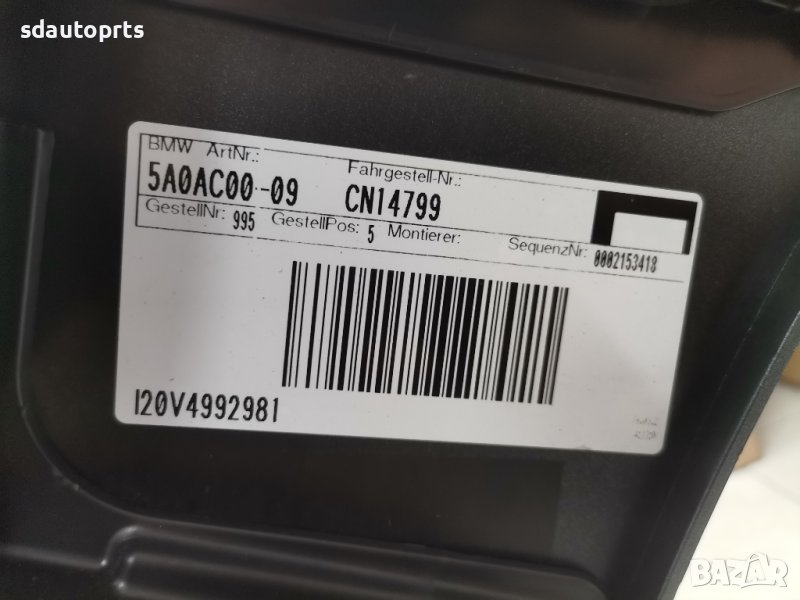 sdautoprts
BMW ArtNr.: Fahrgestell-Nr.:
5A0AC00-09 CN14799
GestellNr: 995 GestellPos: 5 Montierer: SequenzNr: 0002153418
I20V4992981
BAZAR